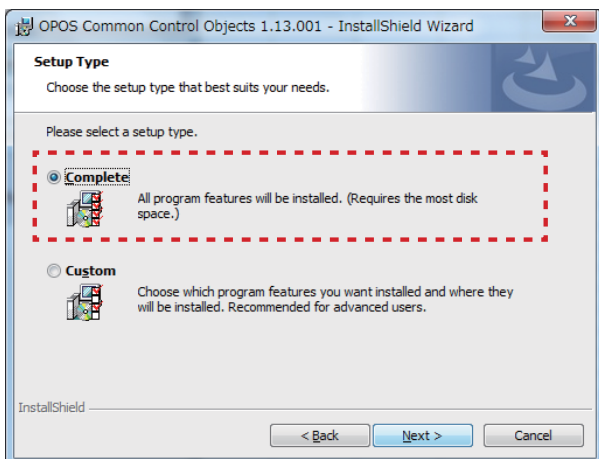 OPOS Common Control Objects 1.13.001 - InstallShield Wizard
Setup Type
Choose the setup type that best suits your needs.
Please select a setup type.
Complete
All program features will be installed. (Requires the most disk
space.)
Custom
Choose which program features you want installed and where they
will be installed. Recommended for advanced users.
InstallShield
< Back Next > Cancel